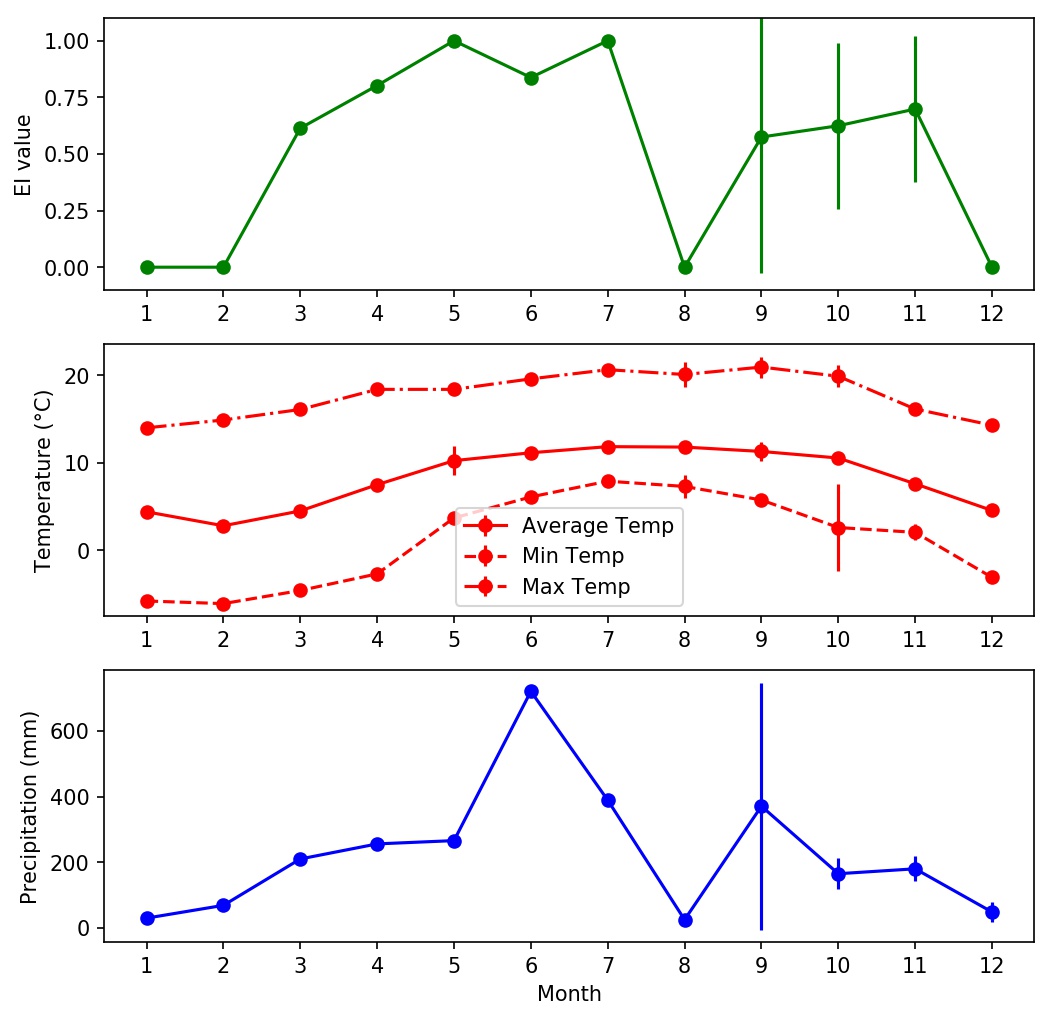 EI value
1.00
0.75
0.50
0.25
0.00
1 2 3 4 5 6 7 8 9 10 11 12
Temperature (°C)
20
10
0
Average Temp
Min Temp
Max Temp
1 2 3 4 5 6 7 8 9 10 11 12
Precipitation (mm)
600
400
200
0
1 2 3 4 5 6 7 8 9 10 11 12
Month